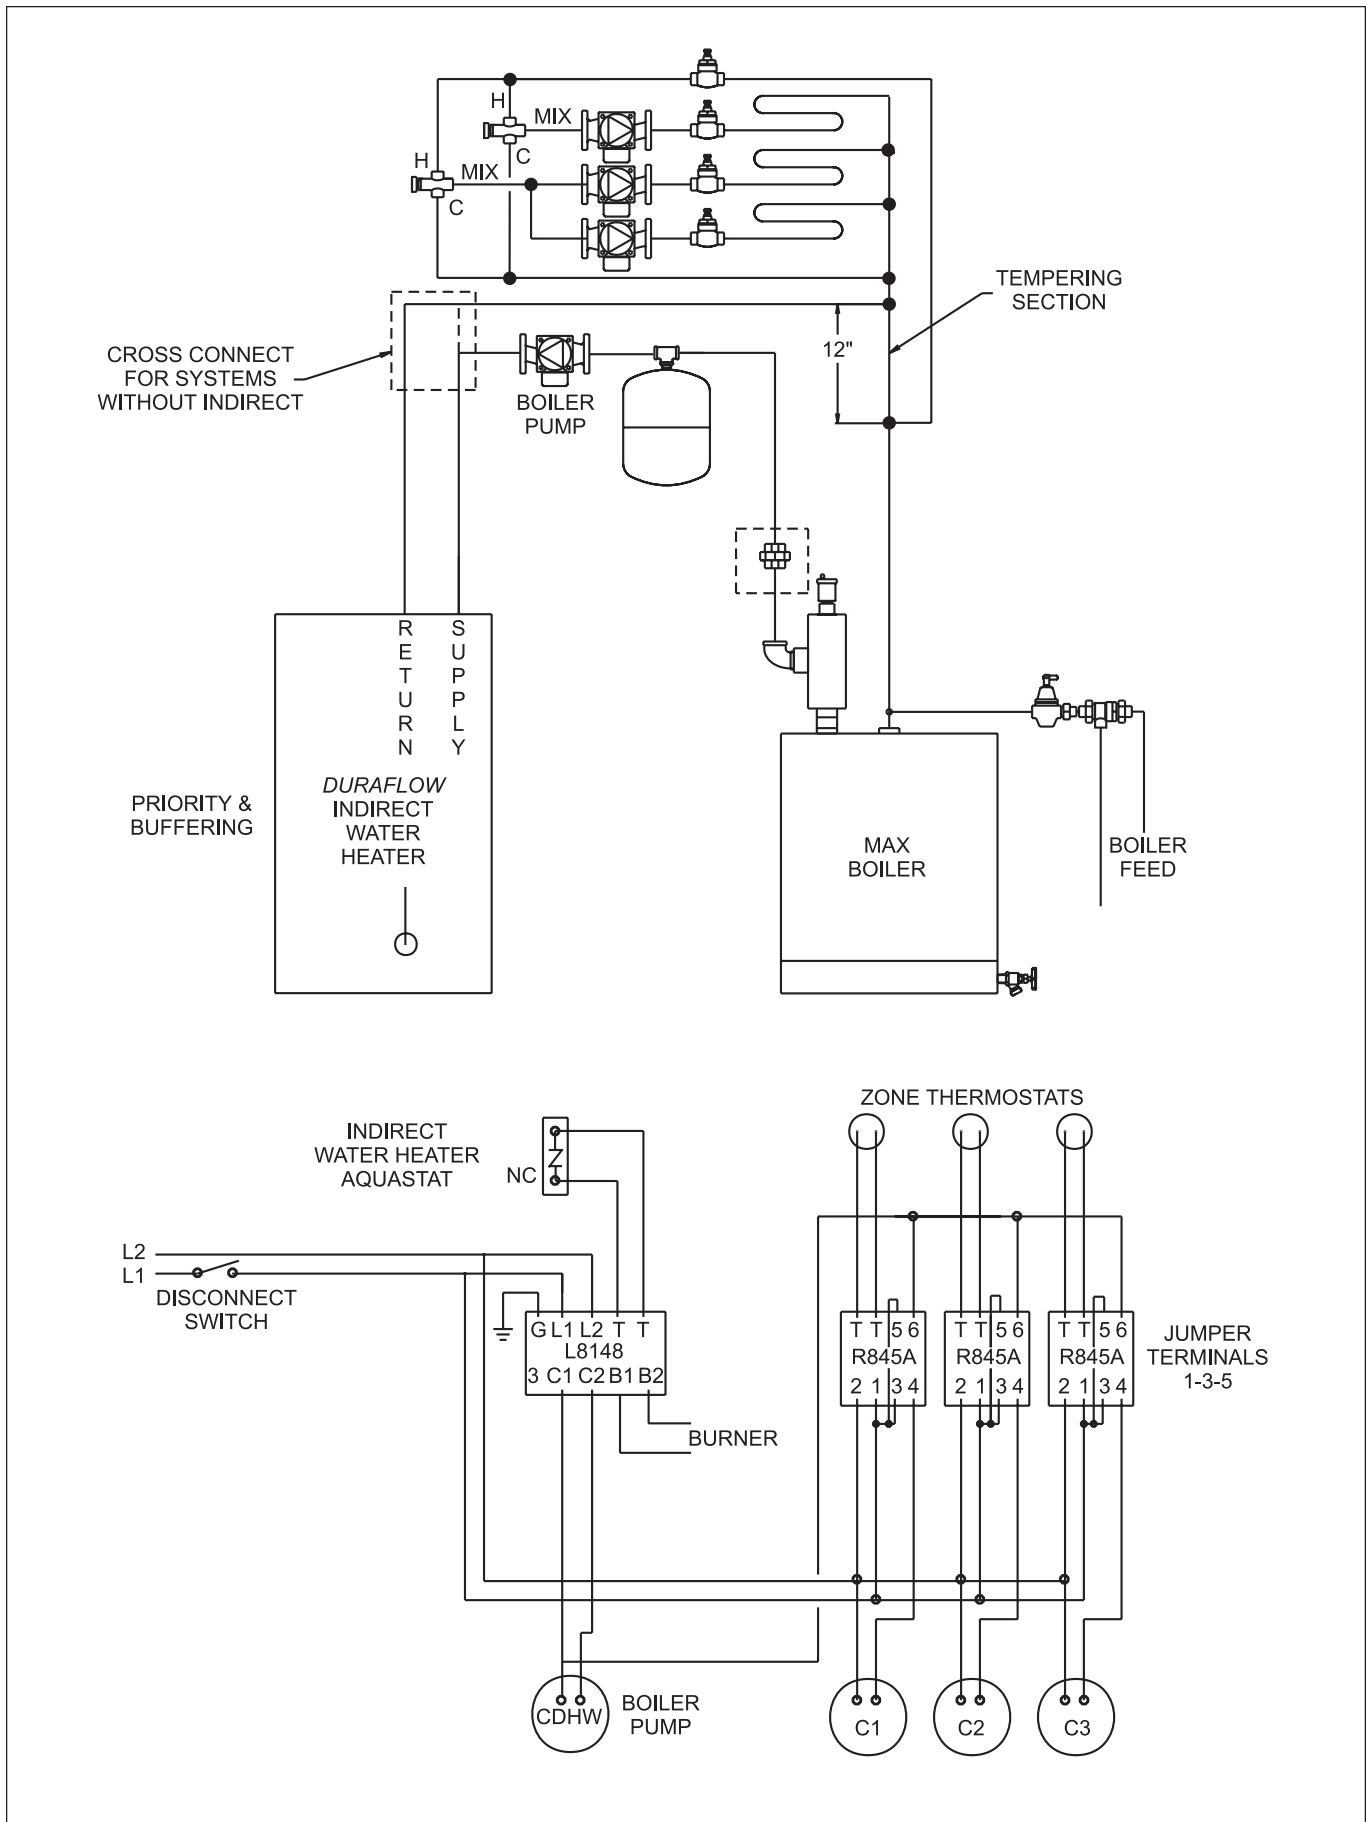 H
MIX
C
H
MIX
C
TEMPERING
SECTION
12"
CROSS CONNECT
FOR SYSTEMS
WITHOUT INDIRECT
BOILER
PUMP
RETURN
SUPPLY
DURAFLOW
INDIRECT
WATER
HEATER
PRIORITY &
BUFFERING
MAX
BOILER
BOILER
FEED
ZONE THERMOSTATS
INDIRECT
WATER HEATER
AQUASTAT
NC
L2
L1
DISCONNECT
SWITCH
G L1 L2 T T
L8148
3 C1 C2 B1 B2
BURNER
T T 5 6
R845A
2 1 3 4
T T 5 6
R845A
2 1 3 4
T T 5 6
R845A
2 1 3 4
JUMPER
TERMINALS
1-3-5
CDHW
BOILER
PUMP
C1
C2
C3